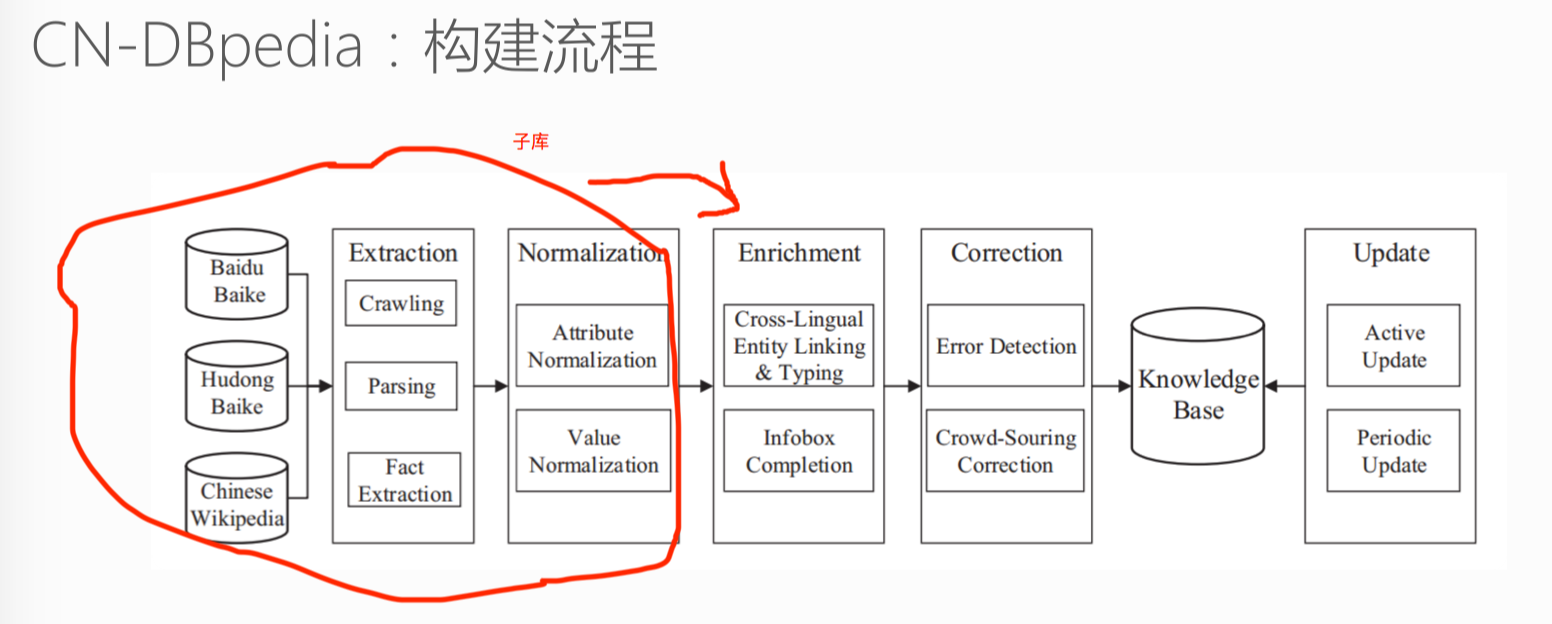 CN-DBpedia：构建流程
子库
Baidu
Baike
Hudong
Baike
Chinese
Wikipedia
Extraction
Crawling
Parsing
Fact
Extraction
Normalization
Attribute
Normalization
Value
Normalization
Enrichment
Cross-Lingual
Entity Linking
& Typing
Infobox
Completion
Correction
Error Detection
Crowd-Souring
Correction
Knowledge
Base
Update
Active
Update
Periodic
Update